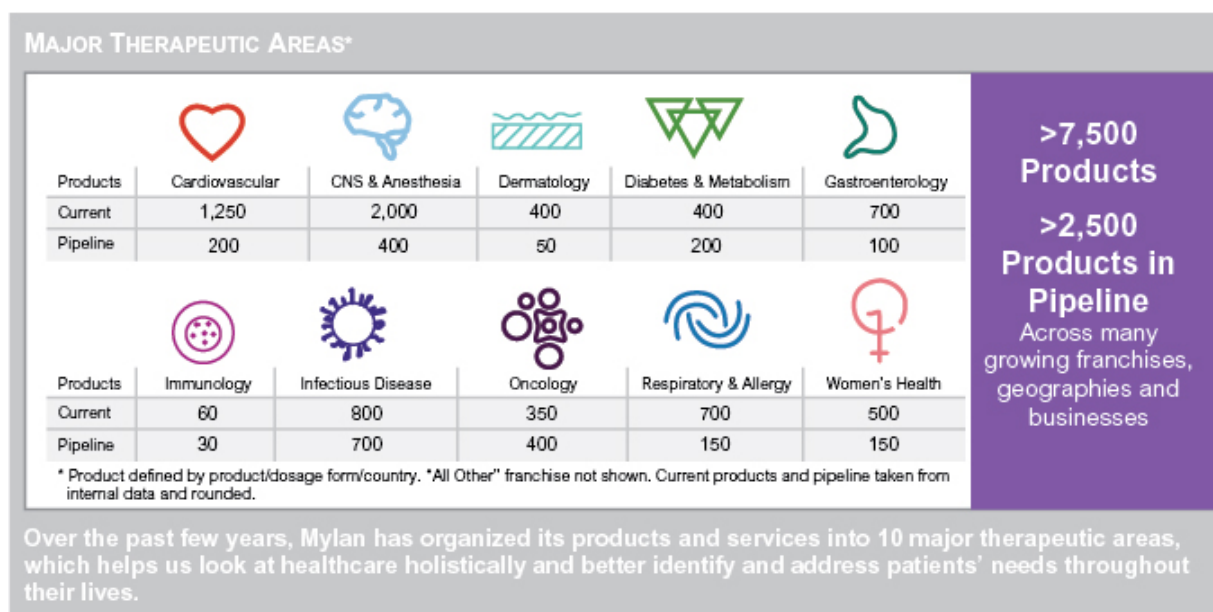 MAJOR THERAPEUTIC AREAS*
Products Cardiovascular CNS & Anesthesia Dermatology Diabetes & Metabolism Gastroenterology
Current 1,250 2,000 400 400 700
Pipeline 200 400 50 200 100
Products Immunology Infectious Disease Oncology Respiratory & Allergy Women's Health
Current 60 800 350 700 500
Pipeline 30 700 400 150 150
* Product defined by product/dosage form/country. "All Other" franchise not shown. Current products and pipeline taken from
internal data and rounded.
>7,500
Products
>2,500
Products in
Pipeline
Across many
growing franchises,
geographies and
businesses
Over the past few years, Mylan has organized its products and services into 10 major therapeutic areas,
which helps us look at healthcare holistically and better identify and address patients' needs throughout
their lives.